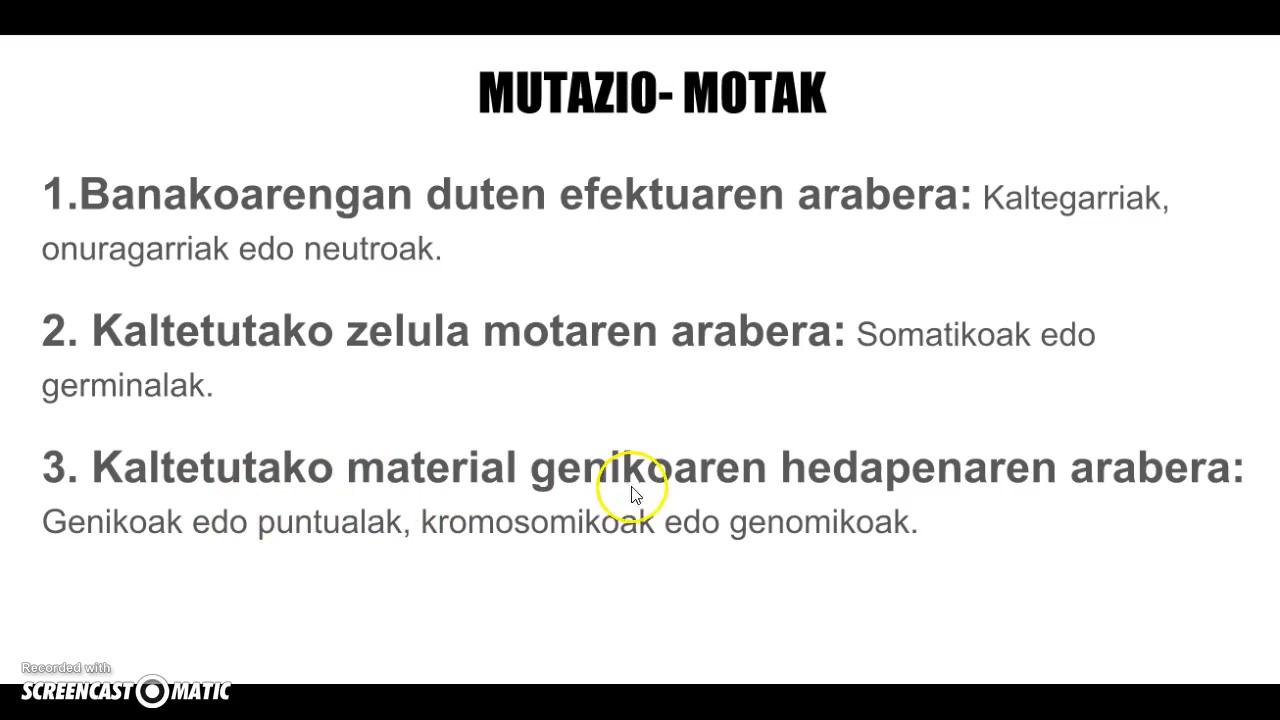 MUTAZIO- MOTAK
1.Banakoarengan duten efektuaren arabera: Kaltegarriak,
onuragarriak edo neutroak.
2. Kaltetutako zelula motaren arabera: Somatikoak edo
germinalak.
3. Kaltetutako material genikoaren hedapenaren arabera:
Genikoak edo puntualak, kromosomikoak edo genomikoak.
Recorded with
SCREENCAST MATIC